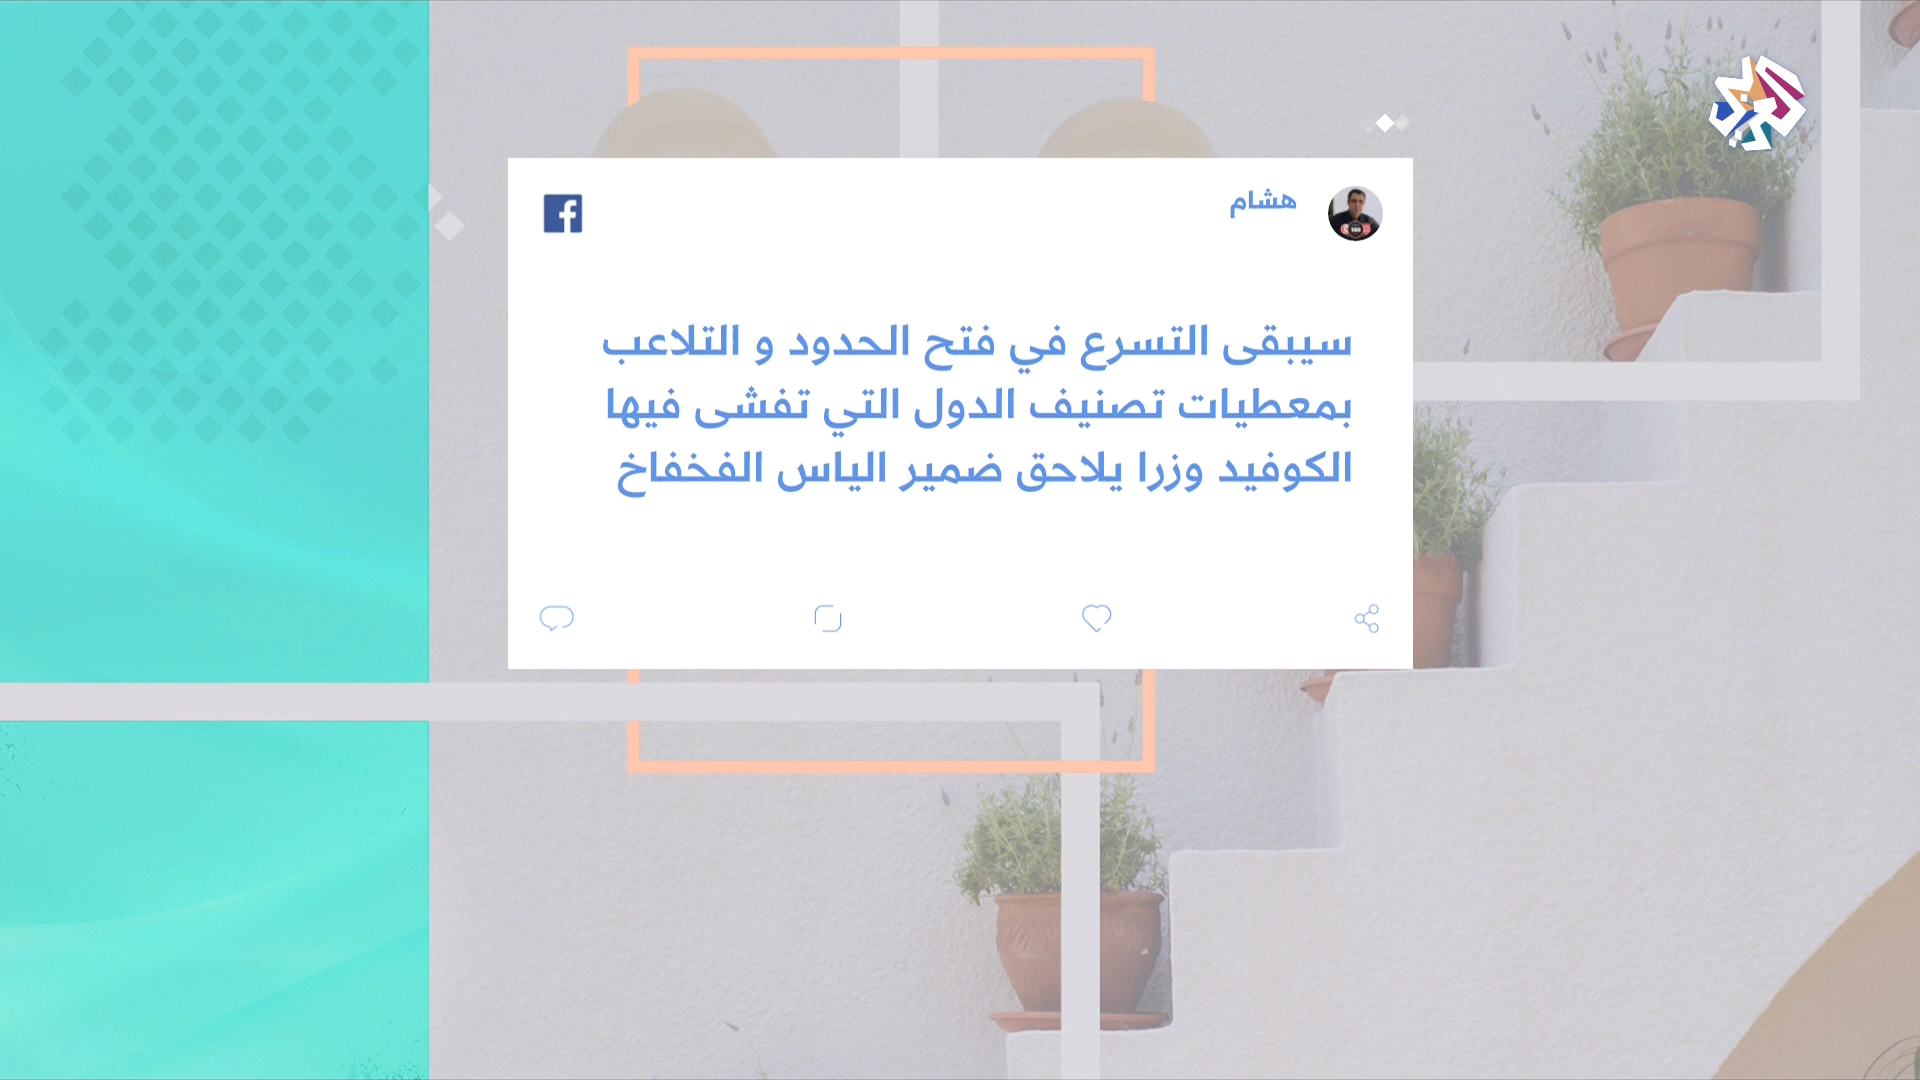 هشام
سيبقى التسرع في فتح الحدود و التلاعب
بمعطيات تصنيف الدول التي تفشى فيها
الكوفيد وزرا يلاحق ضمير الياس الفخفاخ